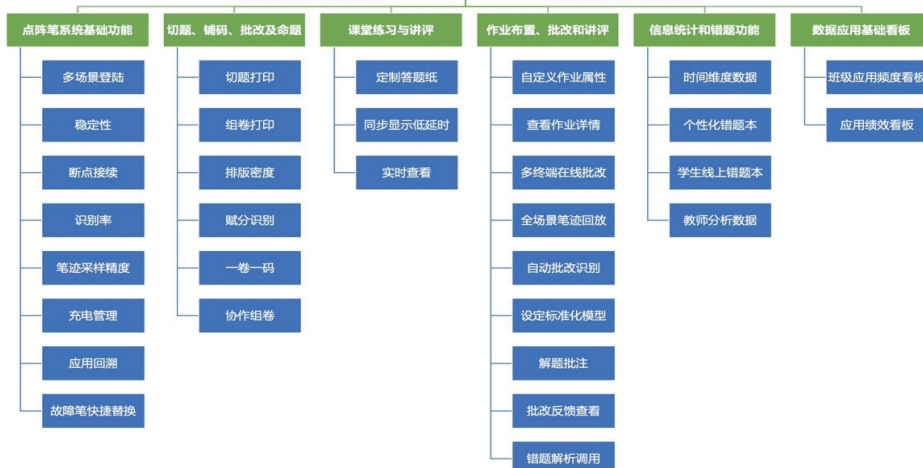 点阵笔系统基础功能
多场景登陆
稳定性
断点接续
识别率
笔迹采样精度
充电管理
应用回溯
故障笔快捷替换
切题、铺码、批改及命题
切题打印
组卷打印
排版密度
赋分识别
一卷一码
协作组卷
课堂练习与讲评
定制答题纸
同步显示低延时
实时查看
作业布置、批改和讲评
自定义作业属性
查看作业详情
多终端在线批改
全场景笔迹回放
自动批改识别
设定标准化模型
解题批注
批改反馈查看
错题解析调用
信息统计和错题功能
时间维度数据
个性化错题本
学生线上错题本
教师分析数据
数据应用基础看板
班级应用频度看板
应用绩效看板